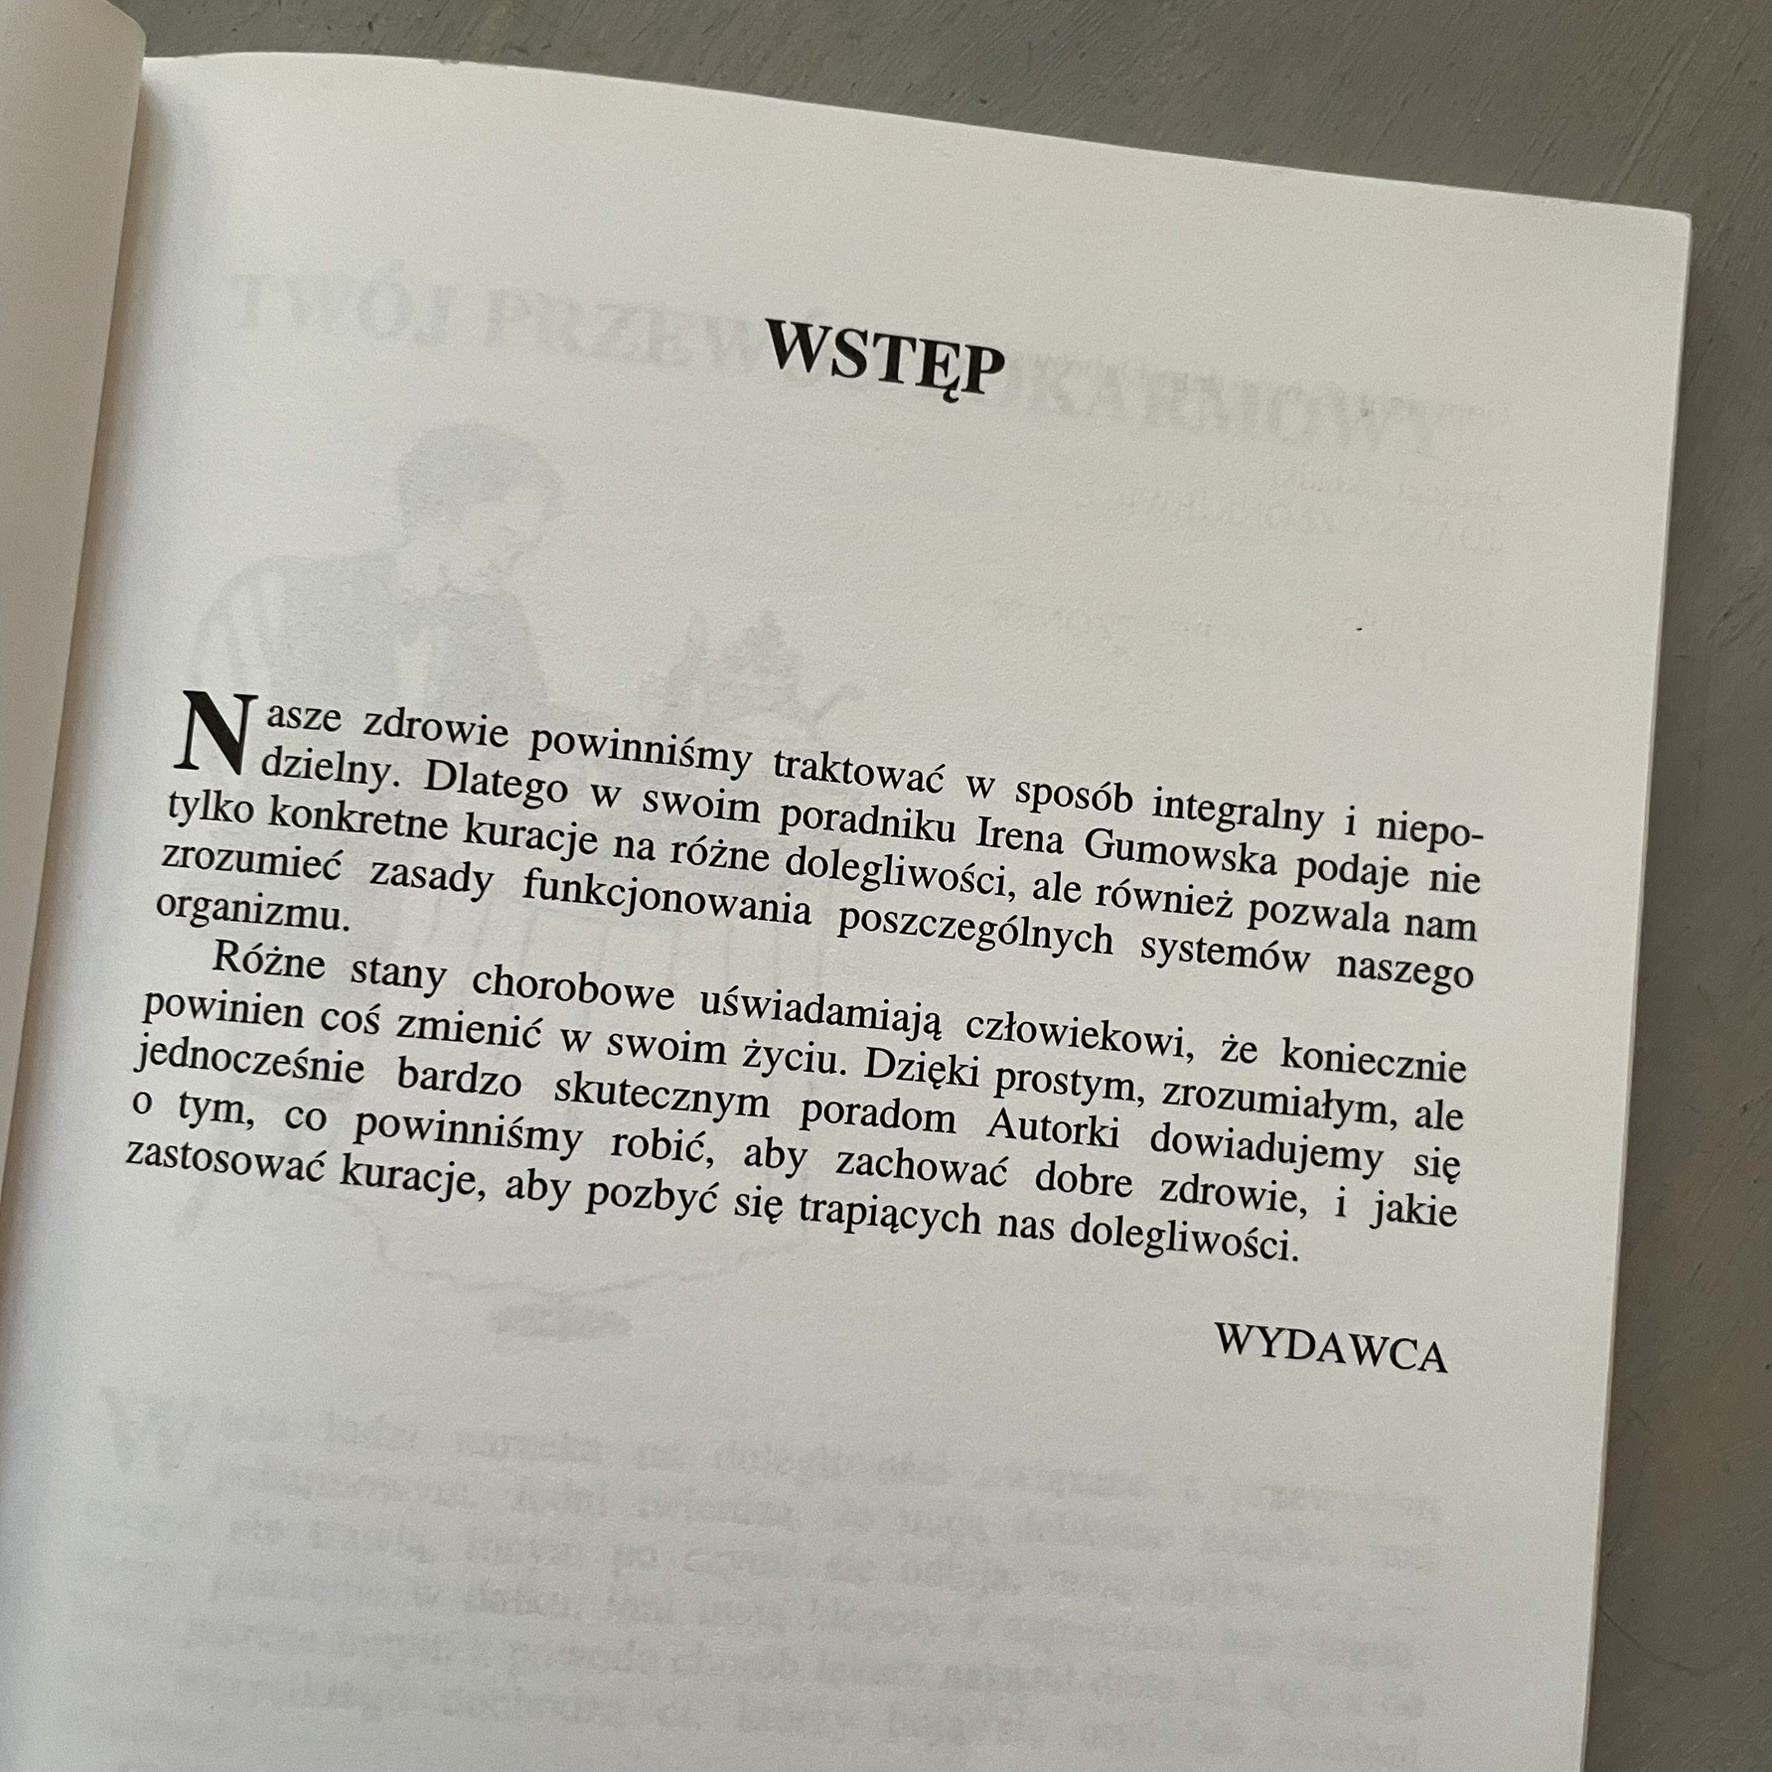 WSTĘP
Nasze zdrowie powinniśmy traktować w sposób integralny i niepo-
dzielny. Dlatego w swoim poradniku Irena Gumowska podaje nie
tylko konkretne kuracje na różne dolegliwości, ale również pozwala nam
zrozumieć zasady funkcjonowania poszczególnych systemów naszego
organizmu.
Różne stany chorobowe uświadamiają człowiekowi, że koniecznie
powinien coś zmienić w swoim życiu. Dzięki prostym, zrozumiałym, ale
jednocześnie bardzo skutecznym poradom Autorki dowiadujemy się
o tym, co powinniśmy robić, aby zachować dobre zdrowie, i jakie
zastosować kuracje, aby pozbyć się trapiących nas dolegliwości.
WYDAWCA